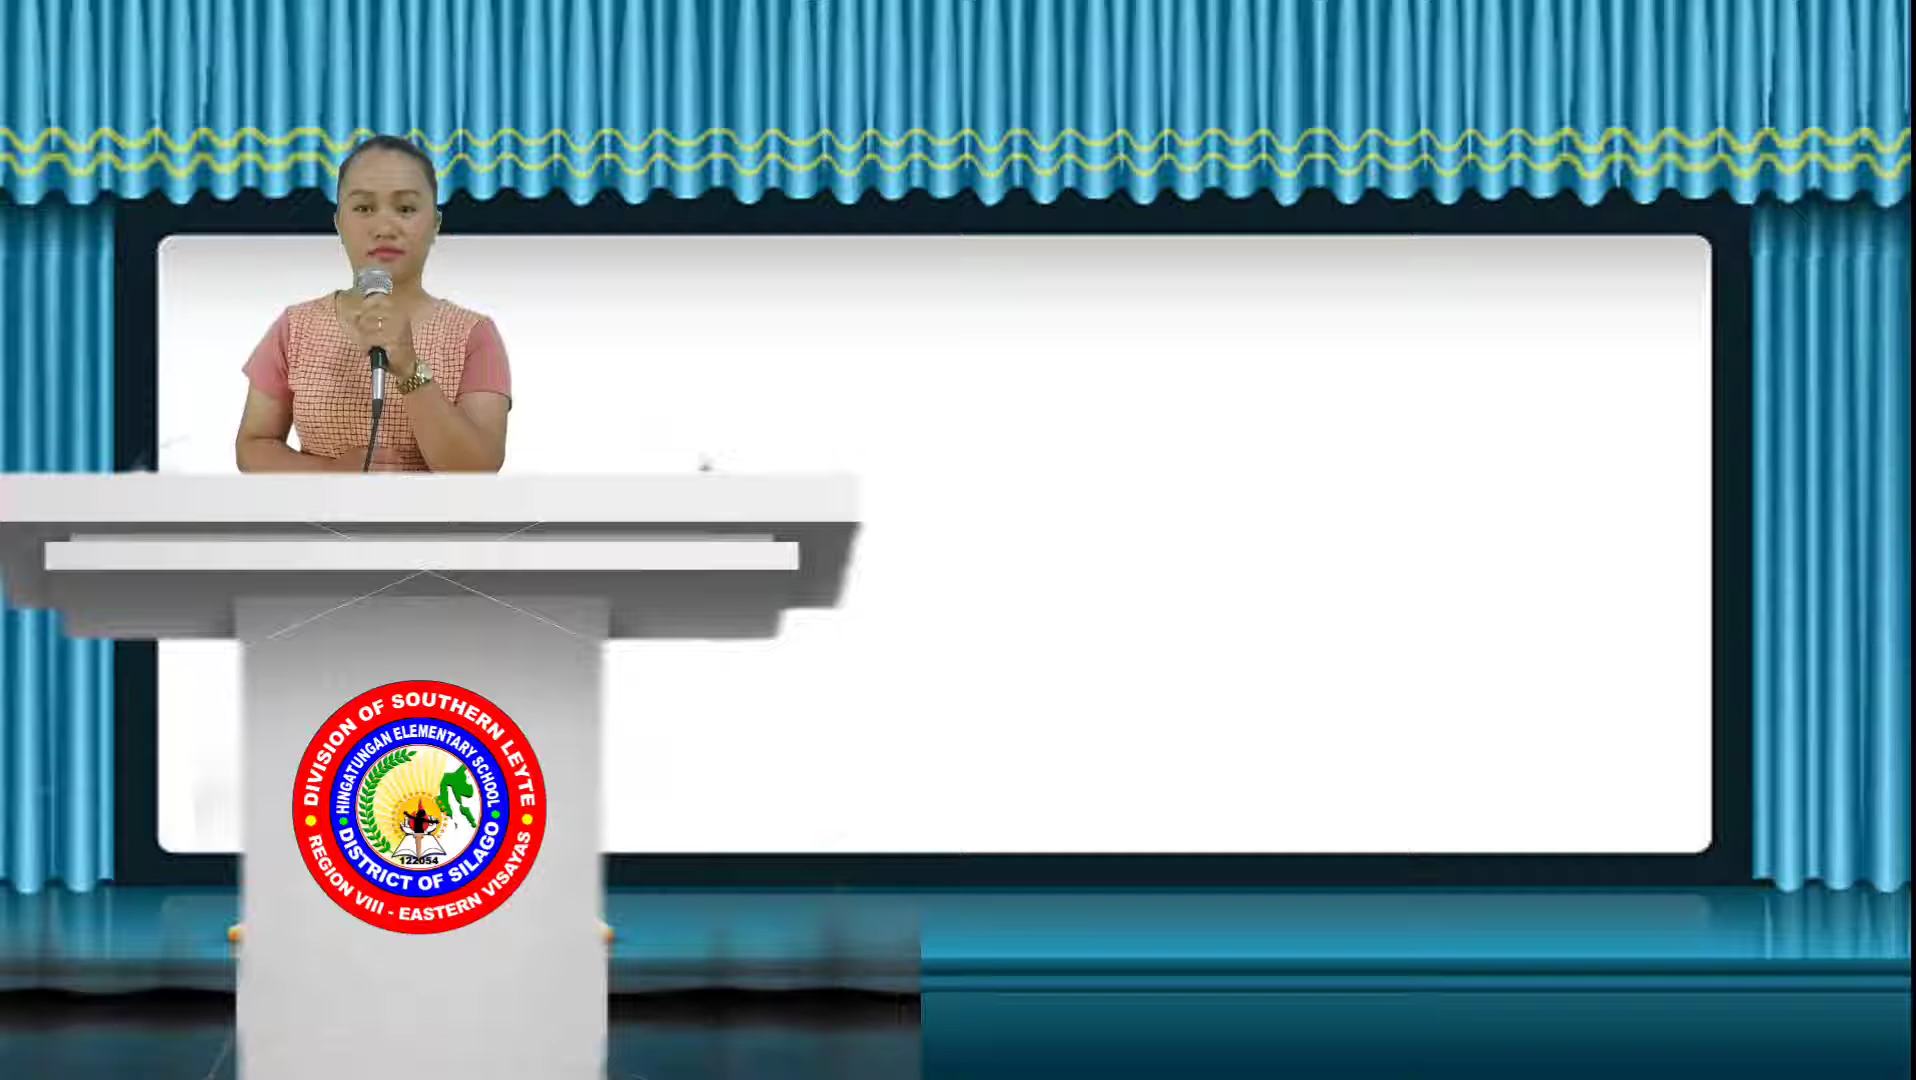 DIVISION OF SOUTHERN LEYTE
HINGATUNGAN ELEMENTARY SCHOOL
122054
DISTRICT OF SILAGO
REGION VIII - EASTERN VISAYAS